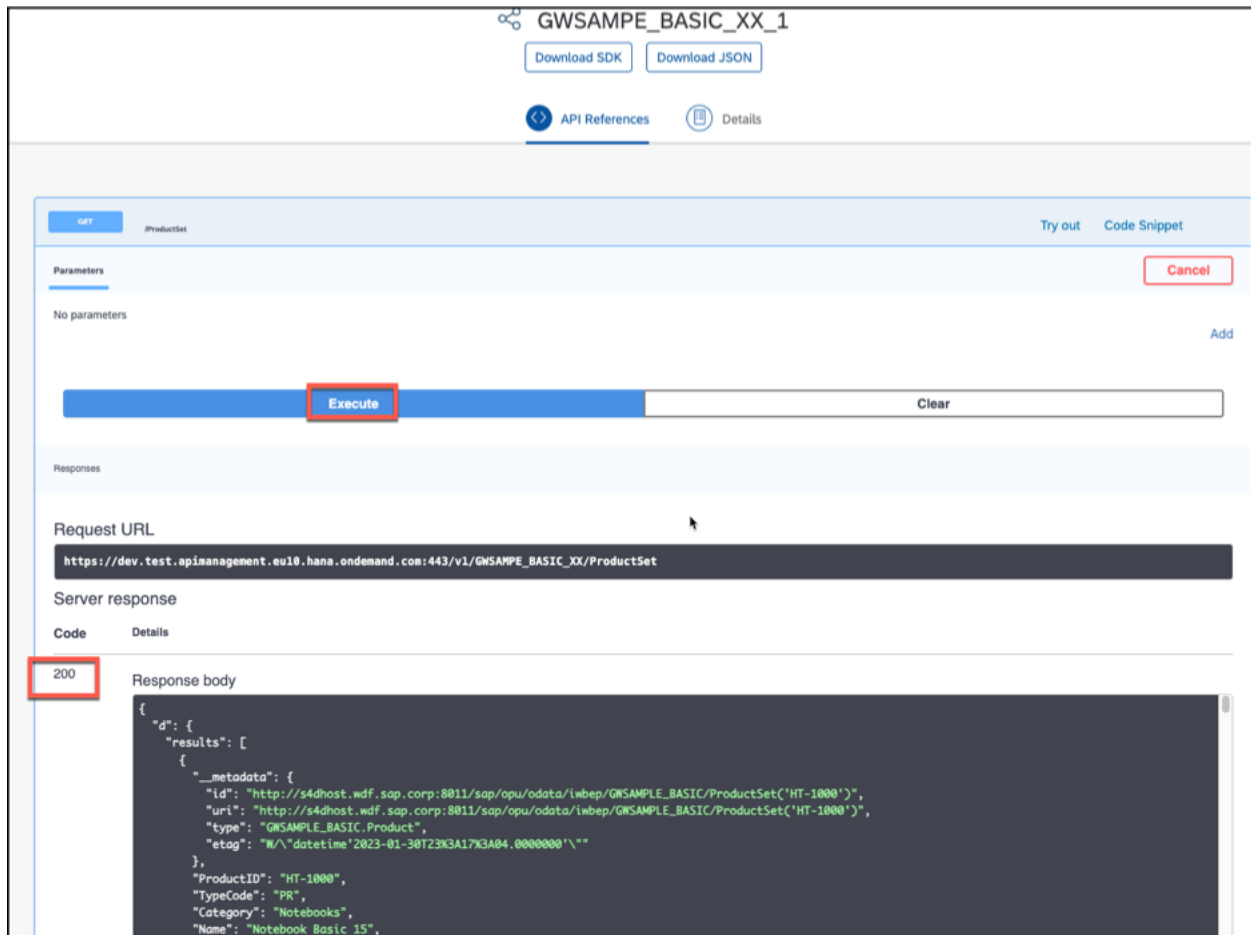 GWSAMPE_BASIC_XX_1
Download SDK Download JSON
API References Details
GET /ProductSet Try out Code Snippet
Parameters Cancel
No parameters
Add
Execute Clear
Responses
Request URL
https://dev.test.apimanagement.eu10.hana.ondemand.com:443/v1/GWSAMPE_BASIC_XX/ProductSet
Server response
Code Details
200 Response body
{
"d": {
"results": [
{
"__metadata": {
"id": "http://s4dhost.wdf.sap.corp:8011/sap/opu/odata/iwbep/GWSAMPLE_BASIC/ProductSet('HT-1000')",
"uri": "http://s4dhost.wdf.sap.corp:8011/sap/opu/odata/iwbep/GWSAMPLE_BASIC/ProductSet('HT-1000')",
"type": "GWSAMPLE_BASIC.Product",
"etag": "W/\"datetime'2023-01-30T23%3A17%3A04.0000000'\""
},
"ProductID": "HT-1000",
"TypeCode": "PR",
"Category": "Notebooks",
"Name": "Notebook Basic 15",